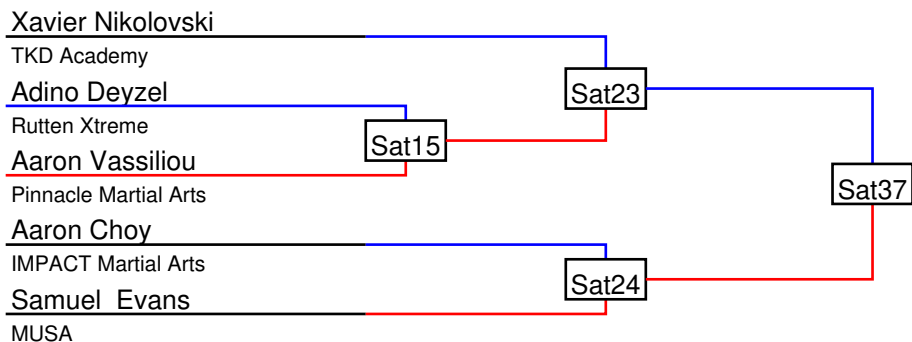 Xavier Nikolovski
TKD Academy
Adino Deyzel
Rutten Xtreme
Aaron Vassiliou
Pinnacle Martial Arts
Aaron Choy
IMPACT Martial Arts
Samuel  Evans
MUSA
Sat15
Sat23
Sat24
Sat37